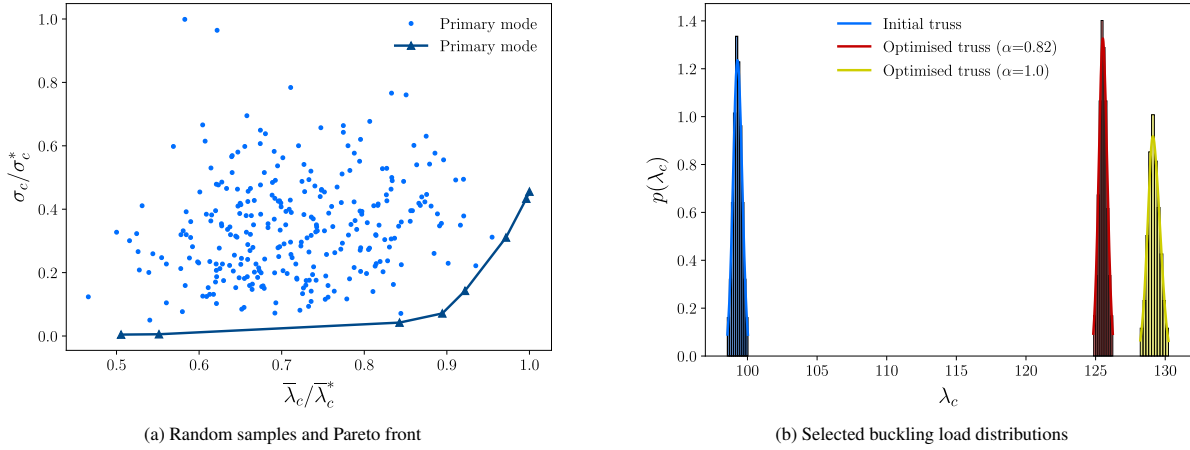 1.0
0.8
0.6
0.4
0.2
0.0
σ_c/σ_c^*
Primary mode
Primary mode
0.5 0.6 0.7 0.8 0.9 1.0
λ̅_c/λ̅_c^*
(a) Random samples and Pareto front
1.4
1.2
1.0
0.8
0.6
0.4
0.2
0.0
p(λ_c)
Initial truss
Optimised truss (α=0.82)
Optimised truss (α=1.0)
100 105 110 115 120 125 130
λ_c
(b) Selected buckling load distributions